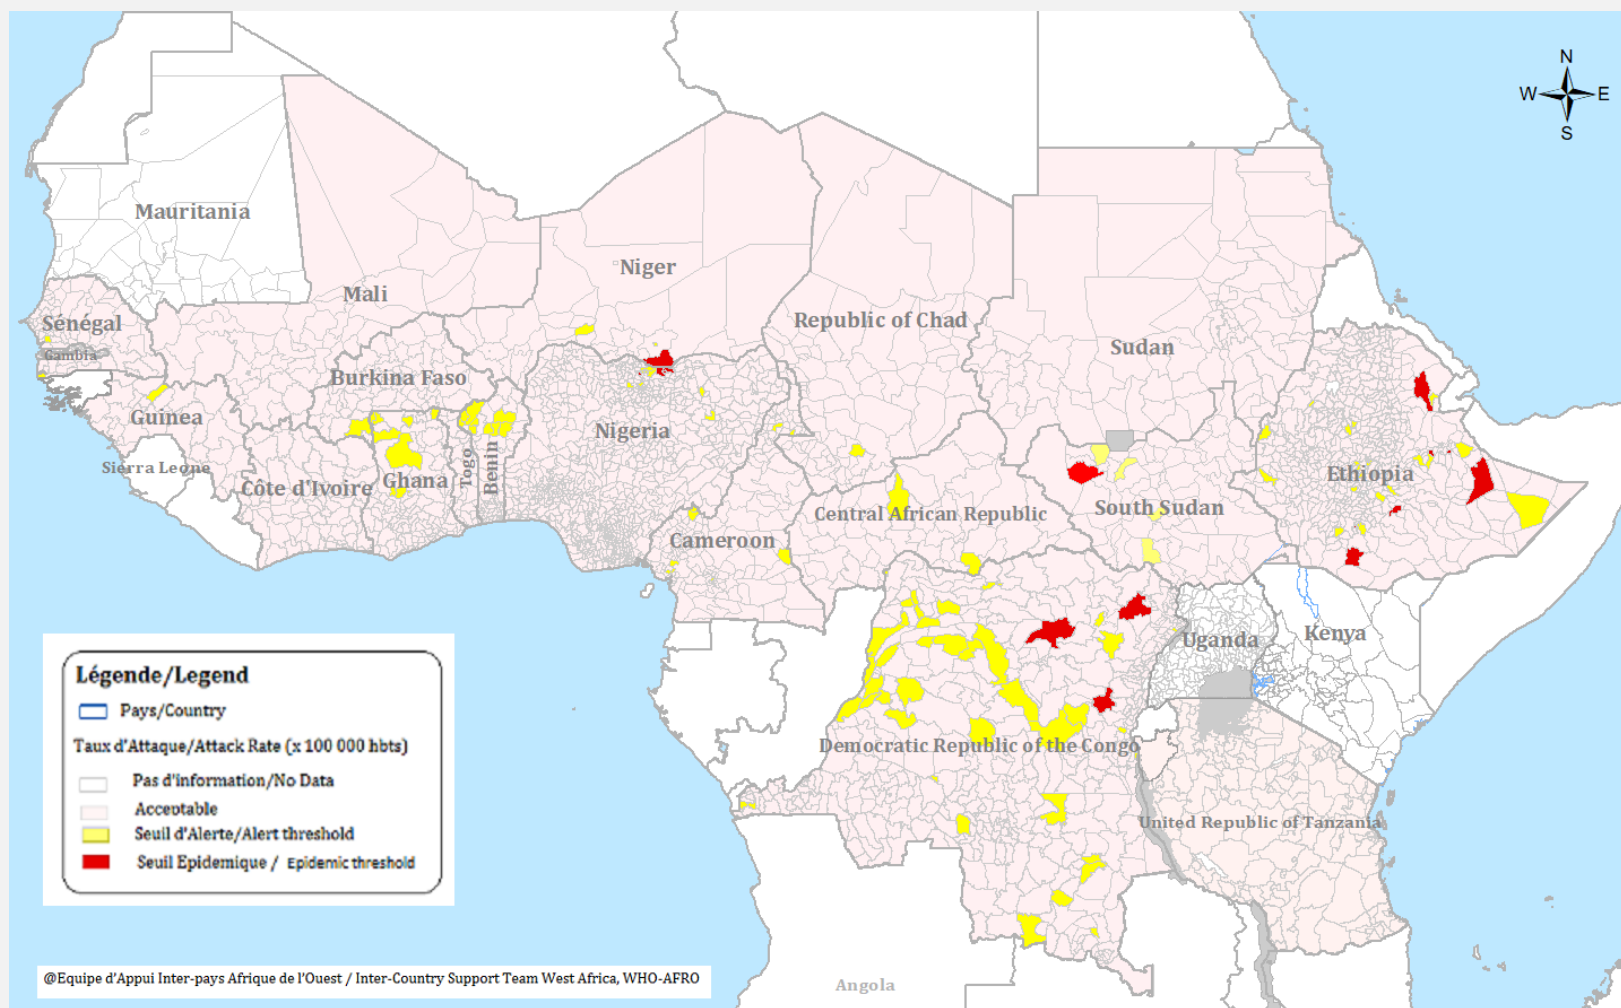 N
W E
S
Mauritania
Niger
Mali
Republic of Chad
Sénégal
Sudan
Gambia
Burkina Faso
Guinea
Nigeria
Sierra Leone
Togo
Benin
Ghana
Côte d'Ivoire
Ethiopia
Central African Republic
South Sudan
Cameroon
Uganda
Kenya
Democratic Republic of the Congo
United Republic of Tanzania
Angola
Légende/Legend
Pays/Country
Taux d'Attaque/Attack Rate (x 100 000 hbts)
Pas d'information/No Data
Acceptable
Seuil d'Alerte/Alert threshold
Seuil Epidemique / Epidemic threshold
@Equipe d'Appui Inter-pays Afrique de l'Ouest / Inter-Country Support Team West Africa, WHO-AFRO